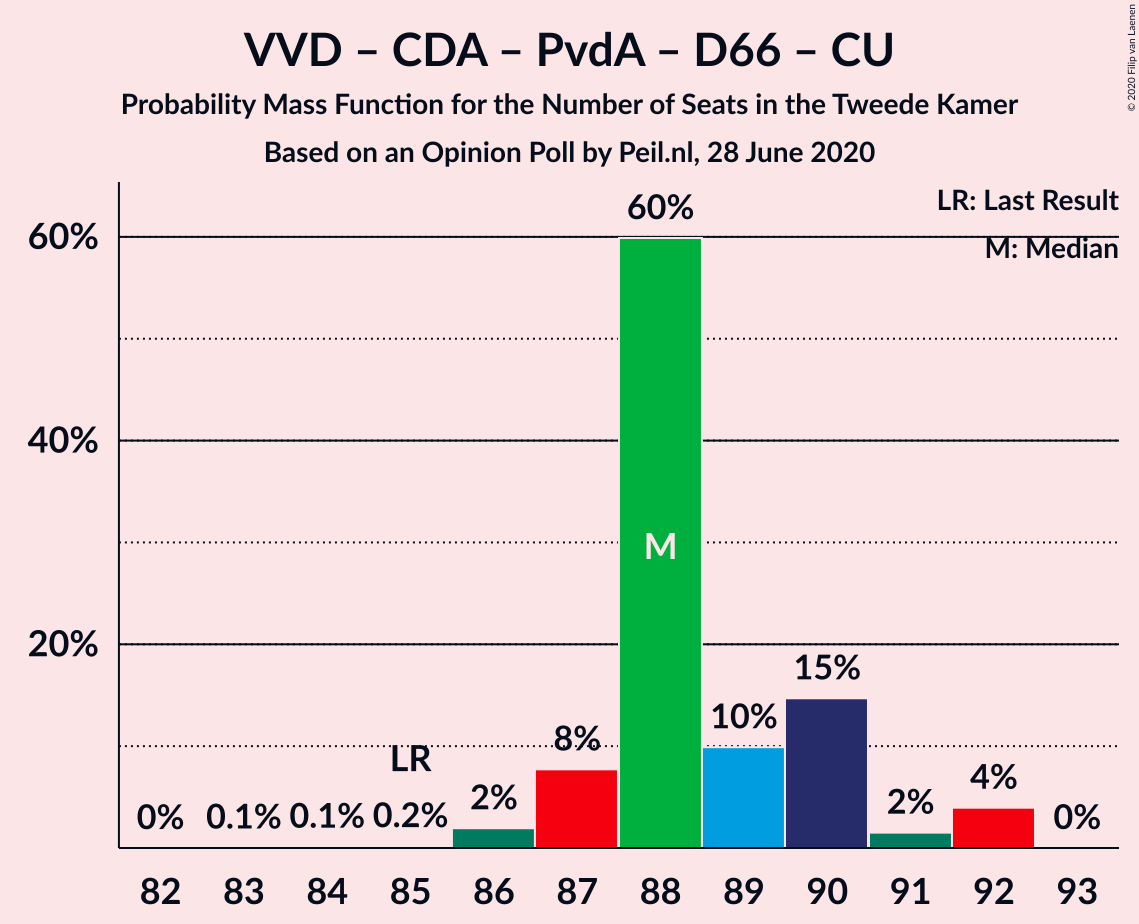 VVD – CDA – PvdA – D66 – CU
Probability Mass Function for the Number of Seats in the Tweede Kamer
Based on an Opinion Poll by Peil.nl, 28 June 2020
© 2020 Filip van Laenen
LR: Last Result
M: Median
60%
40%
20%
0%
0.1%
0.1%
0.2%
LR
2%
8%
60%
M
10%
15%
2%
4%
0%
82 83 84 85 86 87 88 89 90 91 92 93